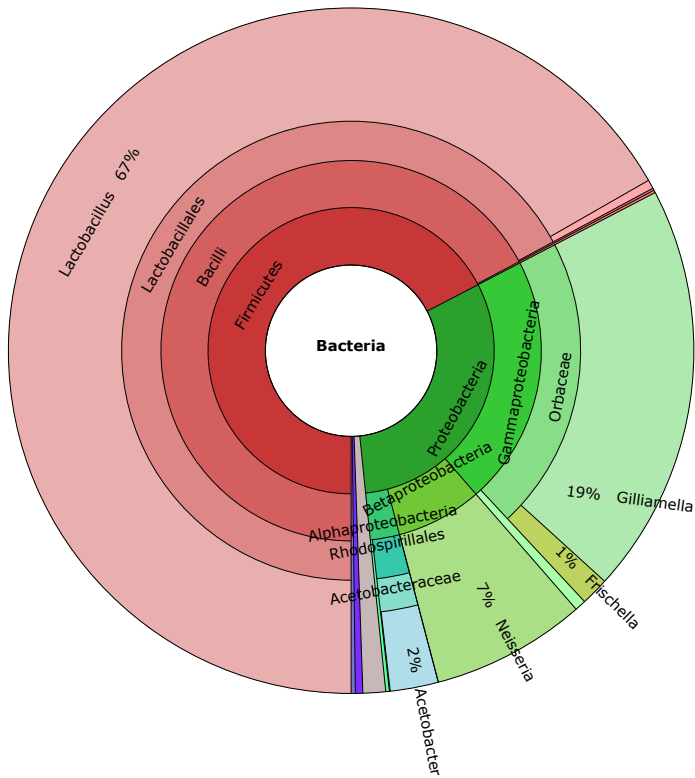 Lactobacillus 67%
Lactobacillales
Bacilli
Firmicutes
Bacteria
Proteobacteria
Gammaproteobacteria
Orbaceae
19% Gilliamella
1% Frischella
Betaproteobacteria
7% Neisseria
Alphaproteobacteria
Rhodospirillales
Acetobacteraceae
2% Acetobacter